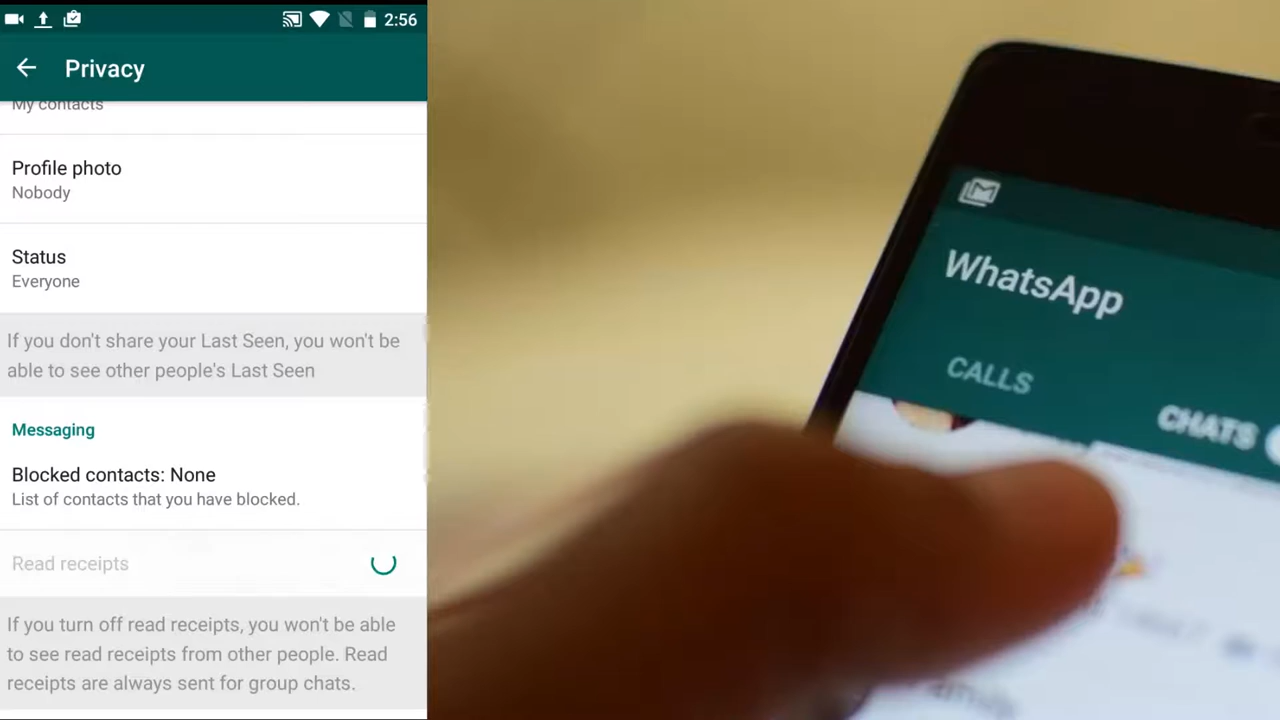 2:56
Privacy
My contacts
Profile photo
Nobody
Status
Everyone
If you don't share your Last Seen, you won't be
able to see other people's Last Seen
Messaging
Blocked contacts: None
List of contacts that you have blocked.
Read receipts
If you turn off read receipts, you won't be able
to see read receipts from other people. Read
receipts are always sent for group chats.
WhatsApp
CALLS
CHATS